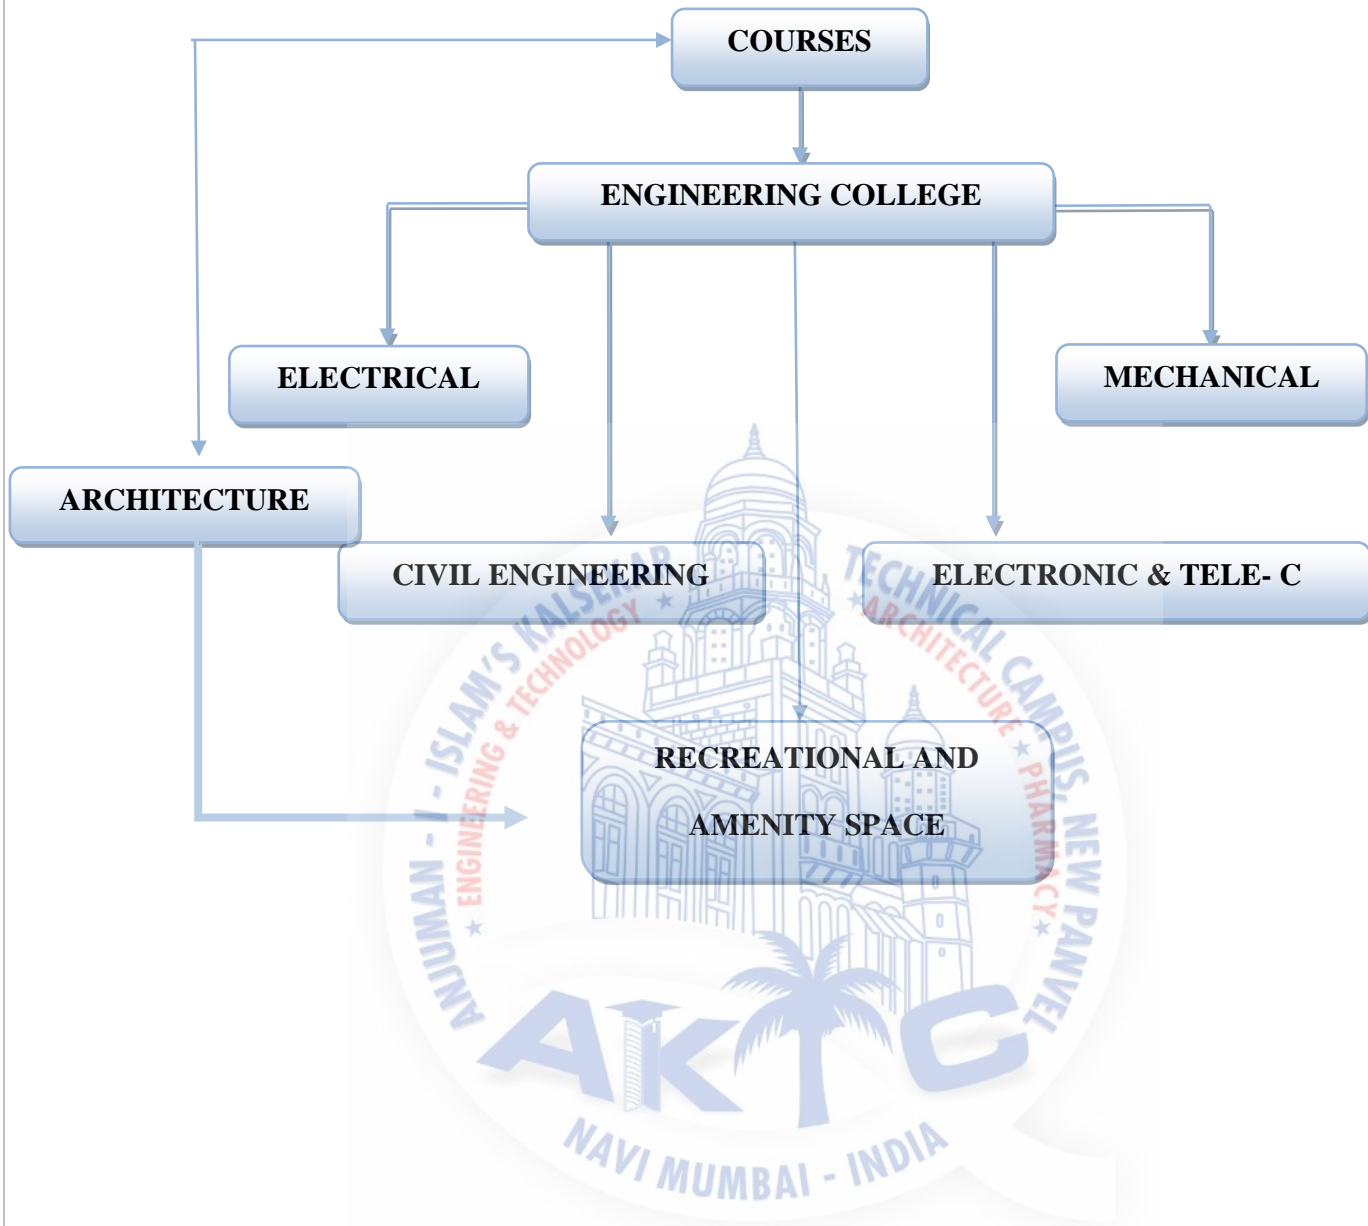 COURSES
ENGINEERING COLLEGE
ELECTRICAL
MECHANICAL
ARCHITECTURE
CIVIL ENGINEERING
ELECTRONIC & TELE- C
RECREATIONAL AND
AMENITY SPACE
ANJUMAN - I - ISLAM'S KALSEKAR TECHNICAL CAMPUS, NEW PANVEL
★ ENGINEERING & TECHNOLOGY ★ ★ ARCHITECTURE ★ PHARMACY ★
AKTC
NAVI MUMBAI - INDIA